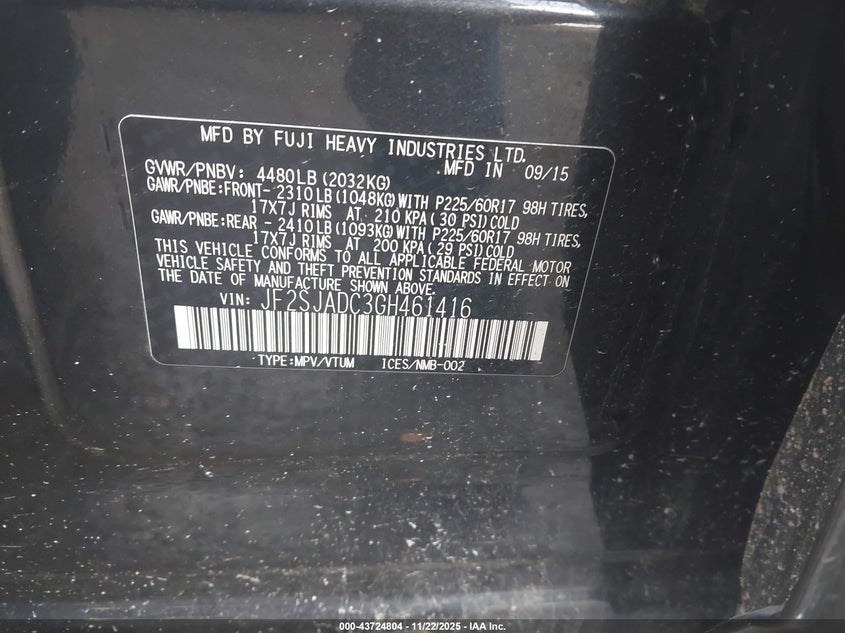 MFD BY FUJI HEAVY INDUSTRIES LTD.
MFD IN 09/15
GVWR/PNBV: 4480LB(2032KG)
GAWR/PNBE:FRONT- 2310LB(1048KG)WITH P225/60R17 98H TIRES,
17X7J RIMS AT 210 KPA(30 PSI)COLD
GAWR/PNBE:REAR - 2410LB(1093KG)WITH P225/60R17 98H TIRES,
17X7J RIMS AT 200 KPA(29 PSI)COLD
THIS VEHICLE CONFORMS TO ALL APPLICABLE FEDERAL MOTOR
VEHICLE SAFETY AND THEFT PREVENTION STANDARDS IN EFFECT ON
THE DATE OF MANUFACTURE SHOWN ABOVE.
VIN: JF2SJADC3GH461416
TYPE:MPV/VTUM ICES/NMB-002
000-43724804 - 11/22/2025 - IAA Inc.